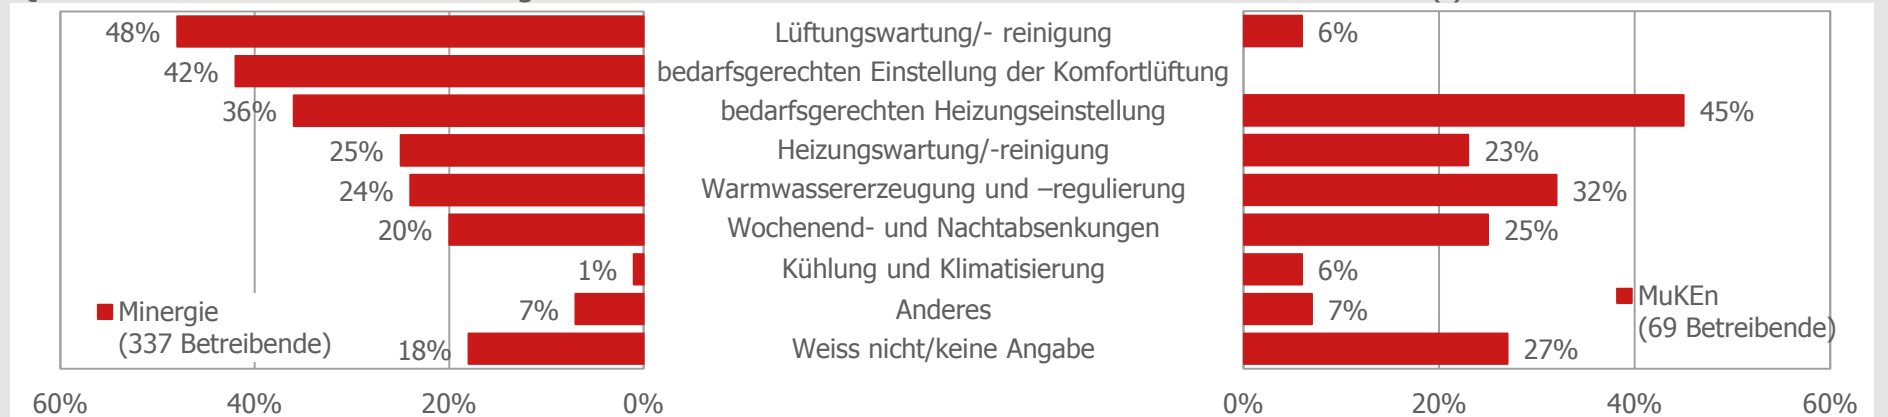 48% Lüftungswartung/- reinigung 6%
42% bedarfsgerechten Einstellung der Komfortlüftung
36% bedarfsgerechten Heizungseinstellung 45%
25% Heizungswartung/-reinigung 23%
24% Warmwassererzeugung und –regulierung 32%
20% Wochenend- und Nachtabsenkungen 25%
1% Kühlung und Klimatisierung 6%
Minergie 7% Anderes 7% MuKEn
(337 Betreibende) 18% Weiss nicht/keine Angabe 27% (69 Betreibende)
60% 40% 20% 0% 0% 20% 40% 60%